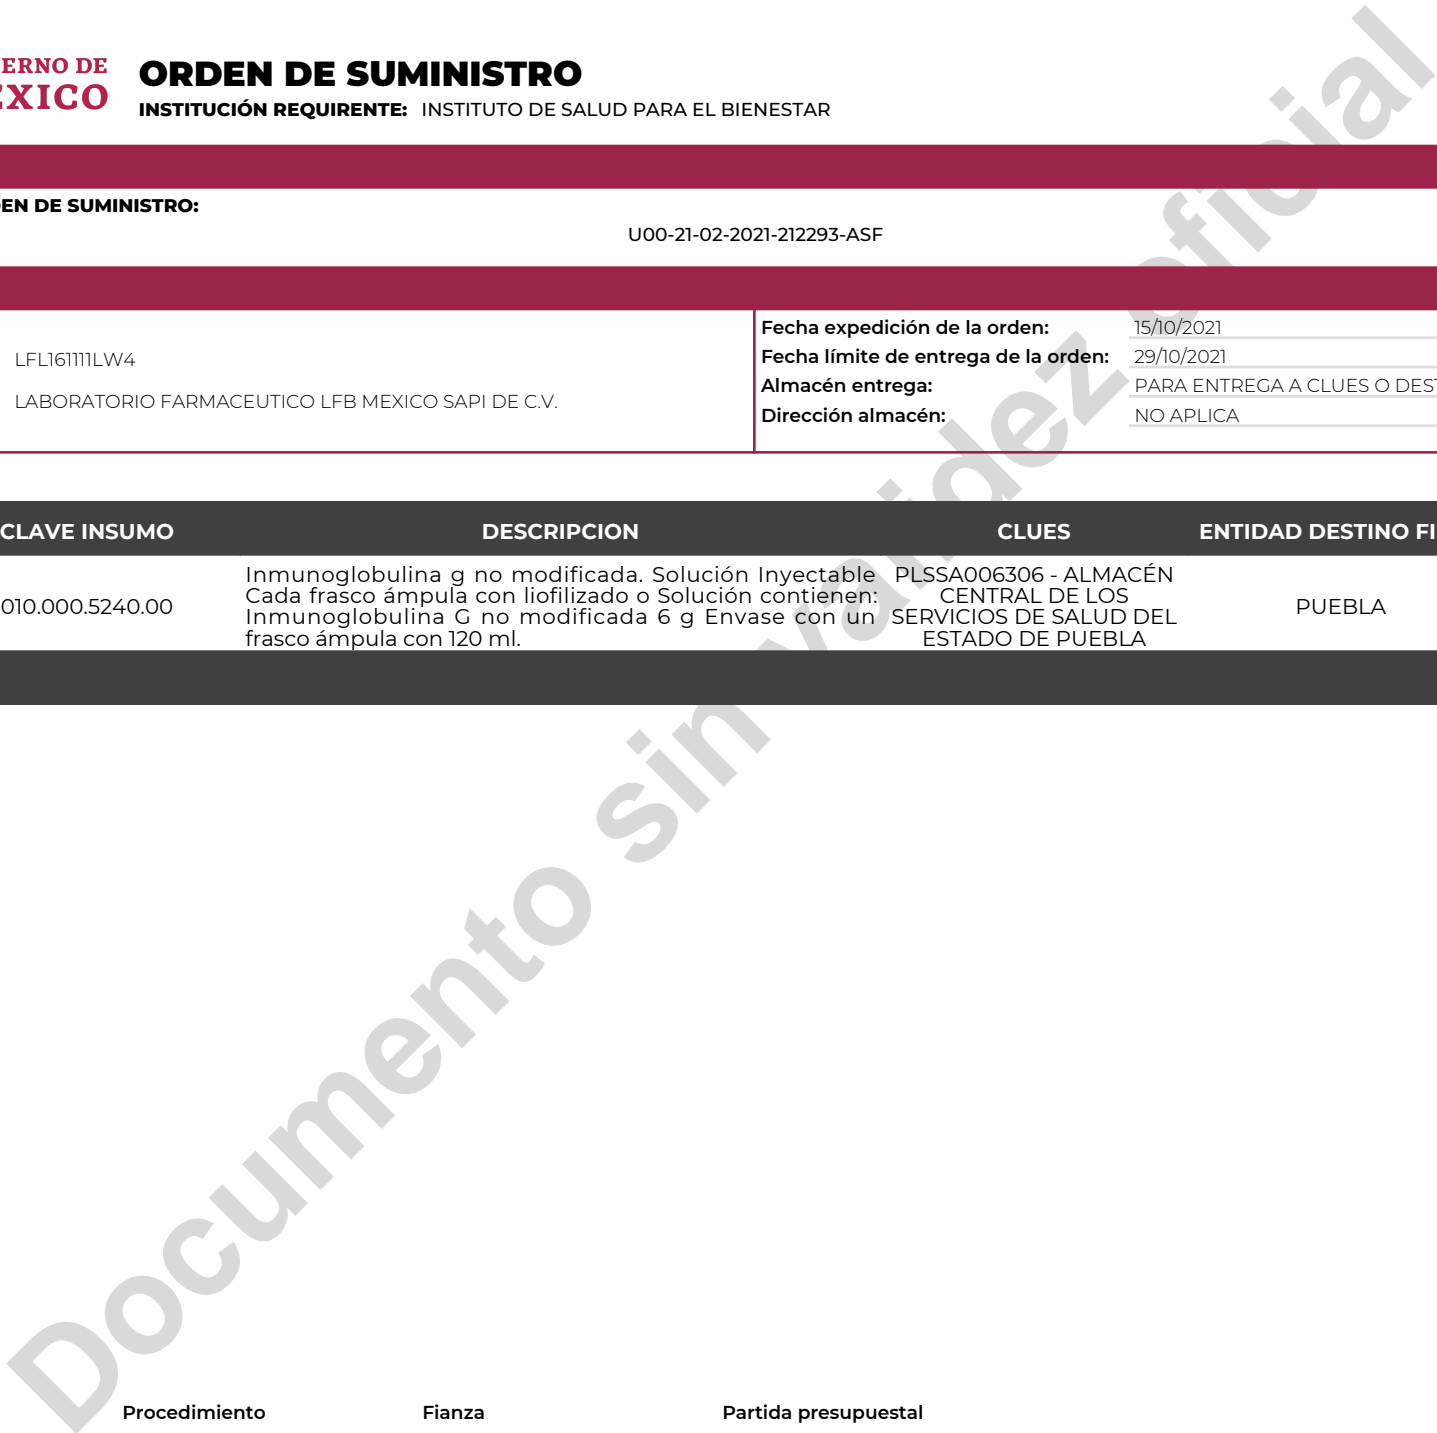 ERNO DE
EXICO
ORDEN DE SUMINISTRO
INSTITUCIÓN REQUIRENTE: INSTITUTO DE SALUD PARA EL BIENESTAR
EN DE SUMINISTRO:
U00-21-02-2021-212293-ASF
LFL161111LW4
LABORATORIO FARMACEUTICO LFB MEXICO SAPI DE C.V.
Fecha expedición de la orden: 15/10/2021
Fecha límite de entrega de la orden: 29/10/2021
Almacén entrega: PARA ENTREGA A CLUES O DEST
Dirección almacén: NO APLICA
CLAVE INSUMO DESCRIPCION CLUES ENTIDAD DESTINO FI
010.000.5240.00
Inmunoglobulina g no modificada. Solución Inyectable
Cada frasco ámpula con liofilizado o Solución contienen:
Inmunoglobulina G no modificada 6 g Envase con un
frasco ámpula con 120 ml.
PLSSA006306 - ALMACÉN
CENTRAL DE LOS
SERVICIOS DE SALUD DEL
ESTADO DE PUEBLA
PUEBLA
Documento sin validez oficial
Procedimiento Fianza Partida presupuestal